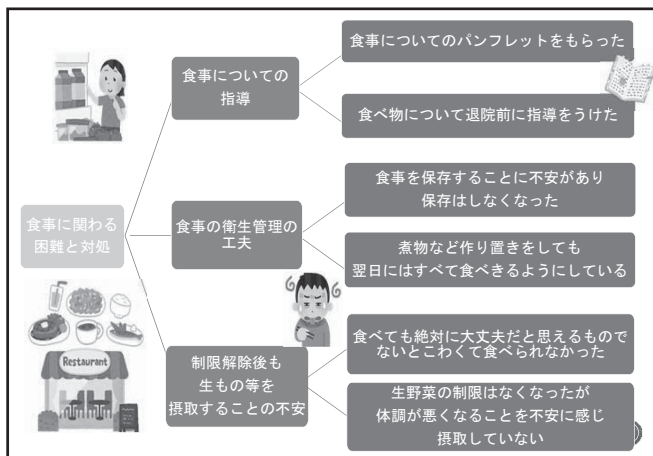 食事に関わる
困難と対処
食事についての
指導
食事についてのパンフレットをもらった
食べ物について退院前に指導をうけた
食事の衛生管理の
工夫
食事を保存することに不安があり
保存はしなくなった
煮物など作り置きをしても
翌日にはすべて食べきるようにしている
制限解除後も
生もの等を
摂取することの不安
食べても絶対に大丈夫だと思えるもので
ないとこわくて食べられなかった
生野菜の制限はなくなったが
体調が悪くなることを不安に感じ
摂取していない
Restaurant